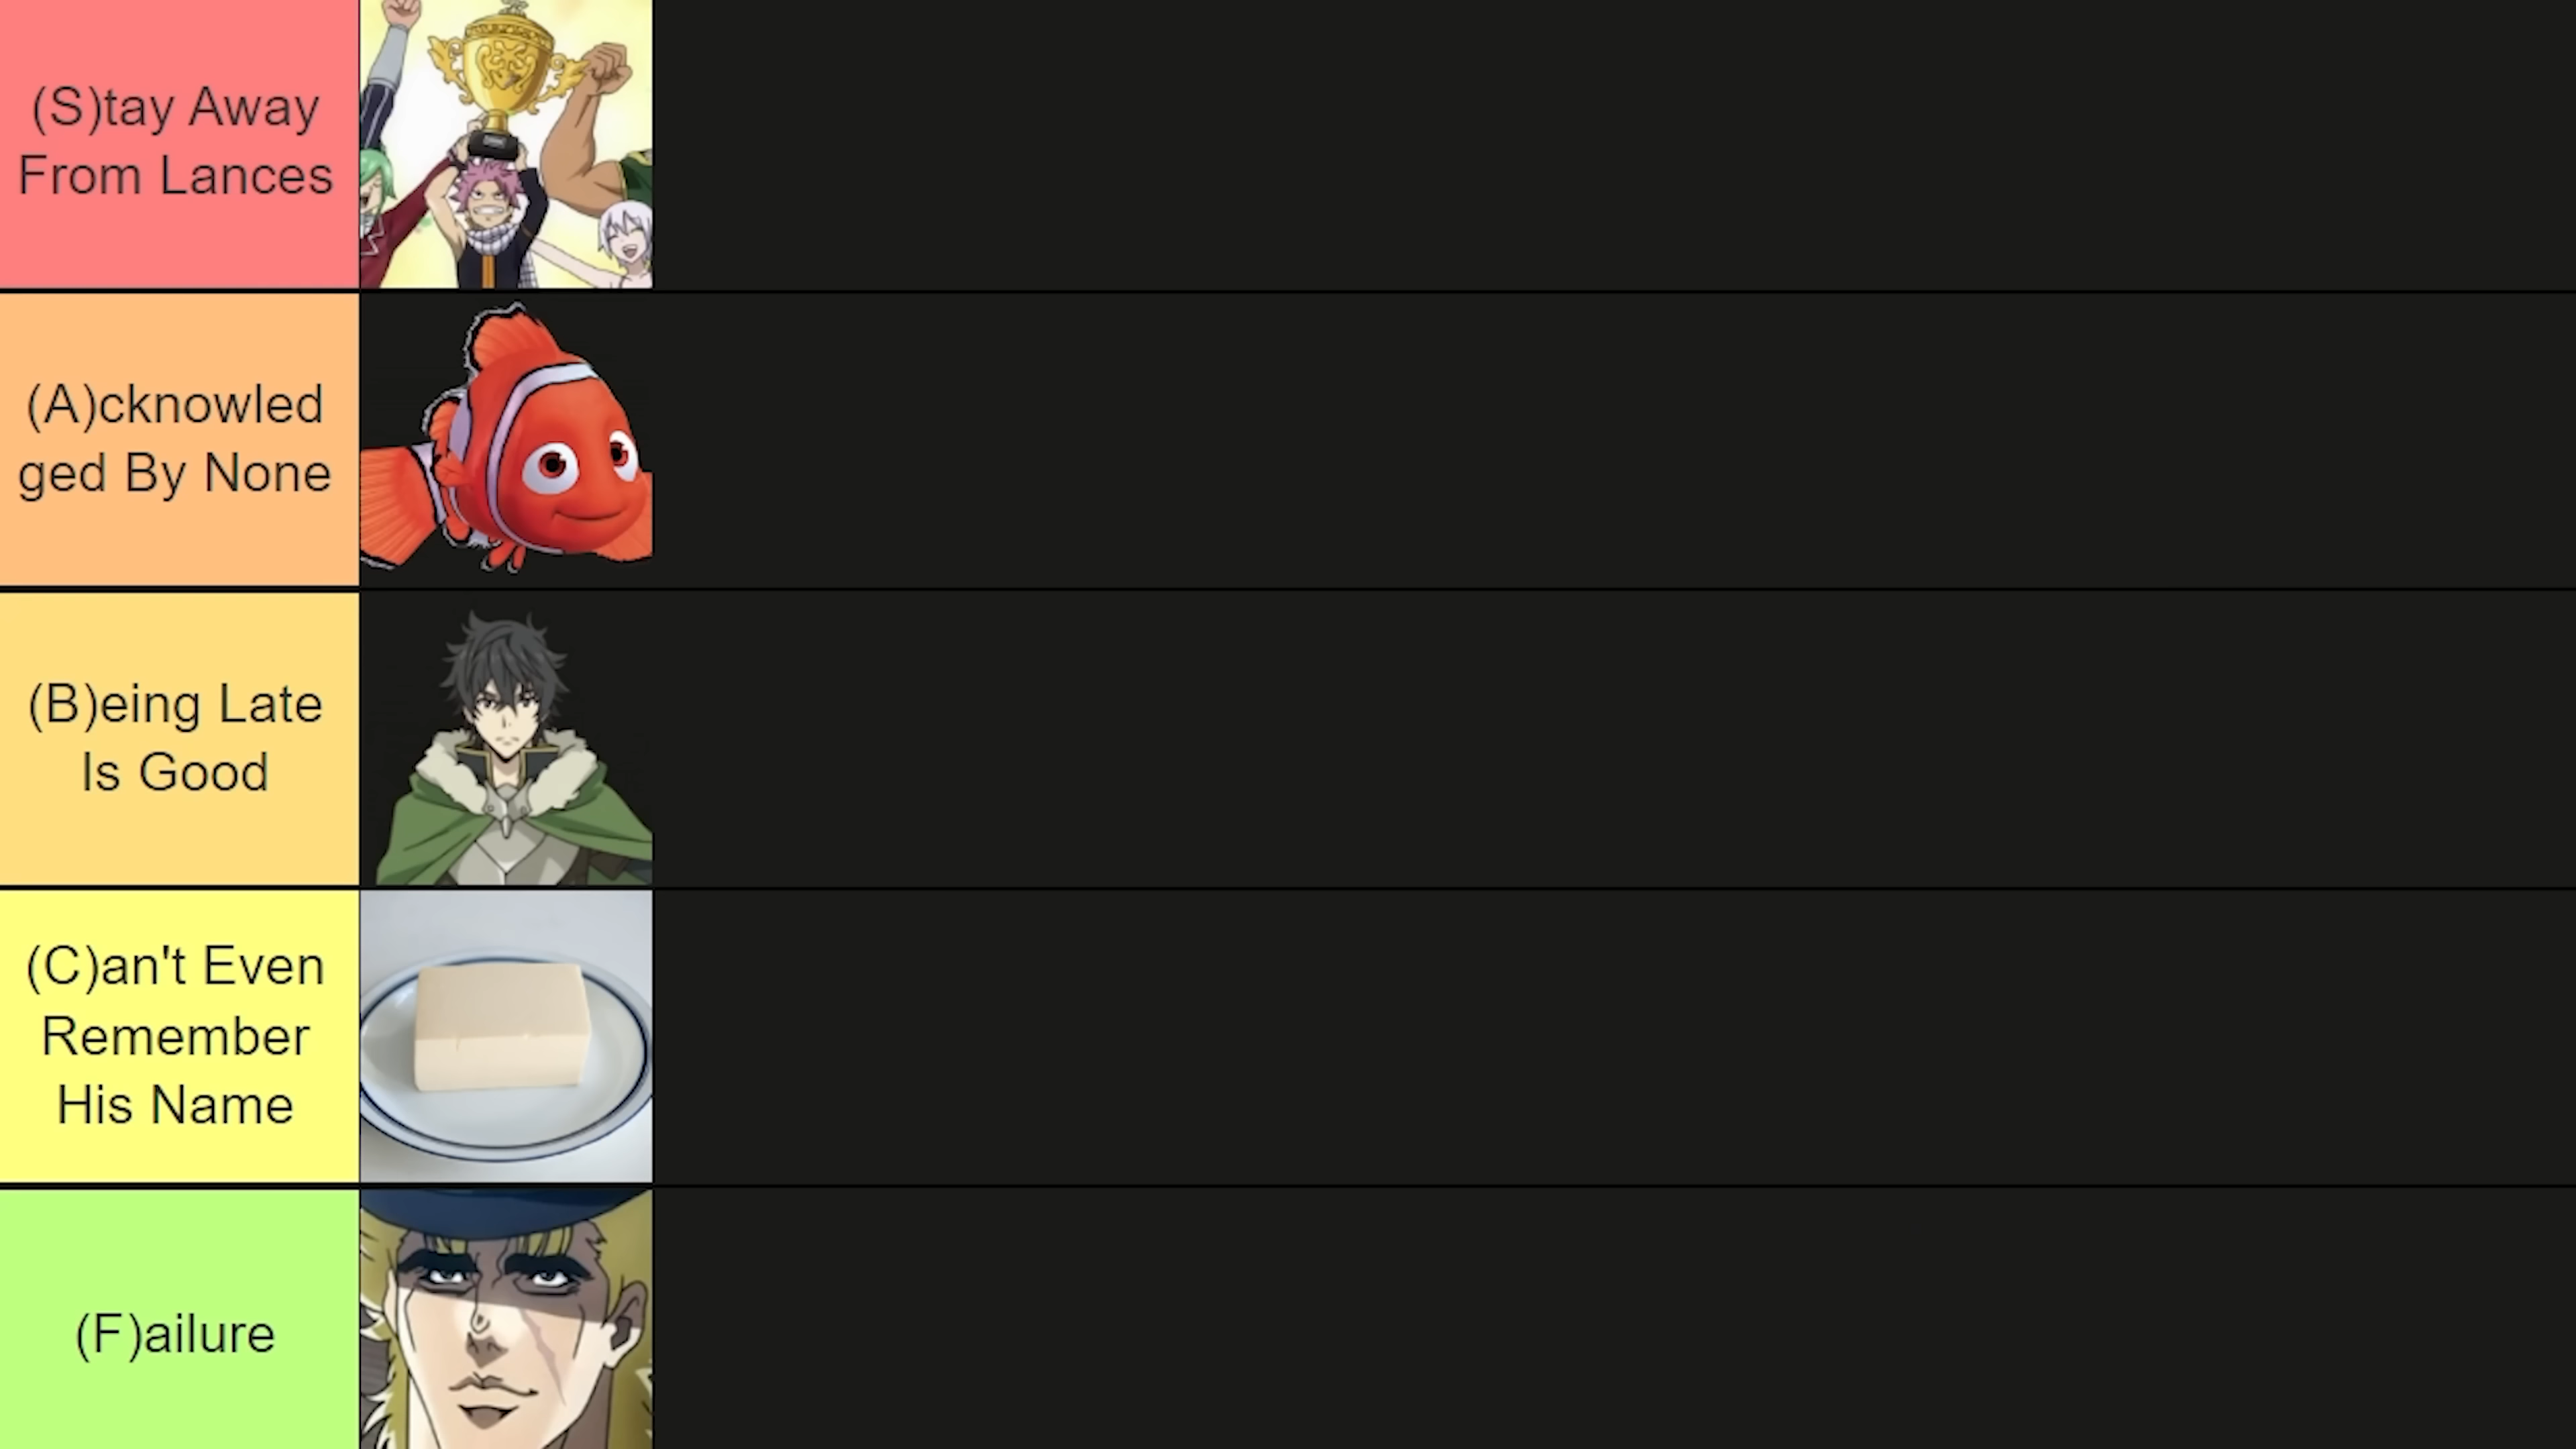 (S)tay Away
From Lances
(A)cknowled
ged By None
(B)eing Late
Is Good
(C)an't Even
Remember
His Name
(F)ailure